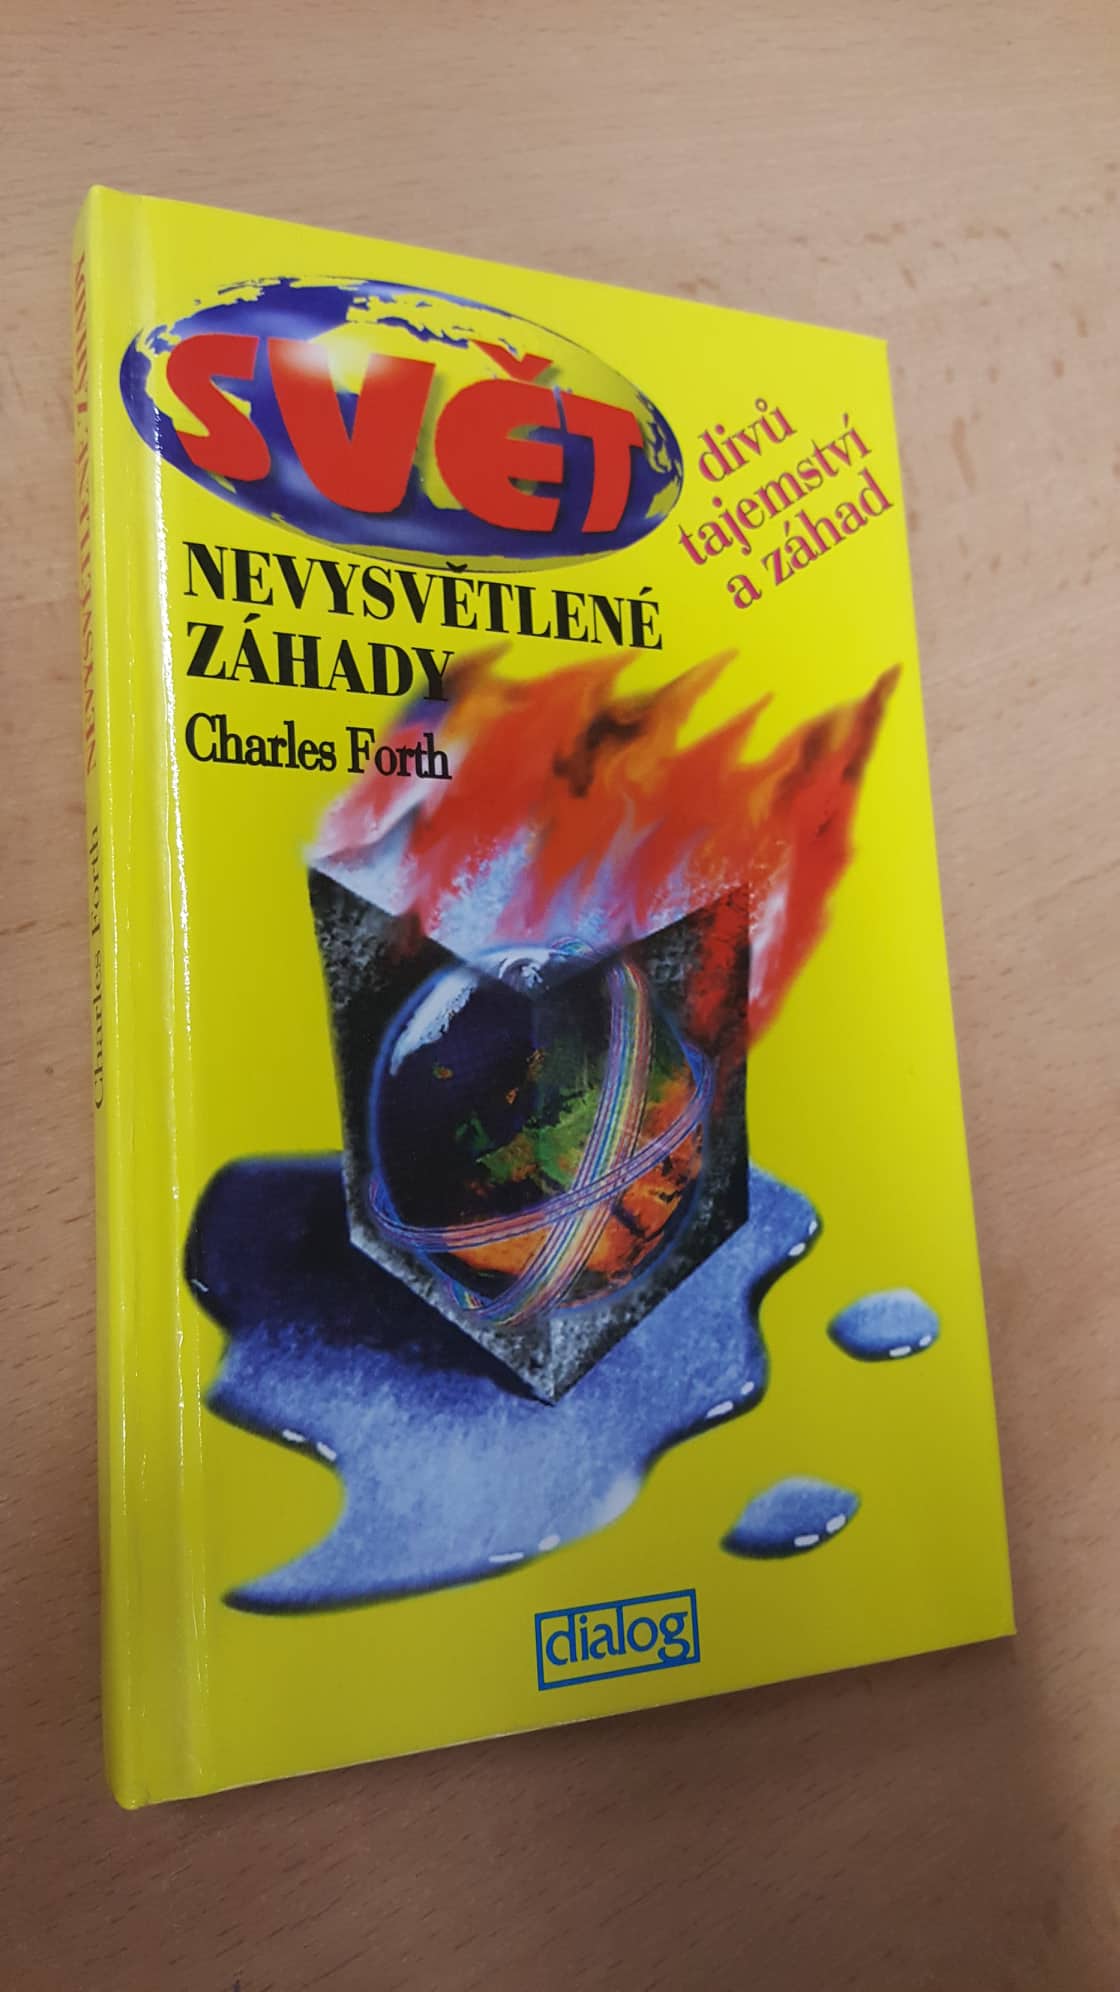 SVĚT
divů
tajemství
a záhad
NEVYSVĚTLENÉ
ZÁHADY
Charles Forth
dialog
NEVYSVĚTLENÉ ZÁHADY Charles Forth